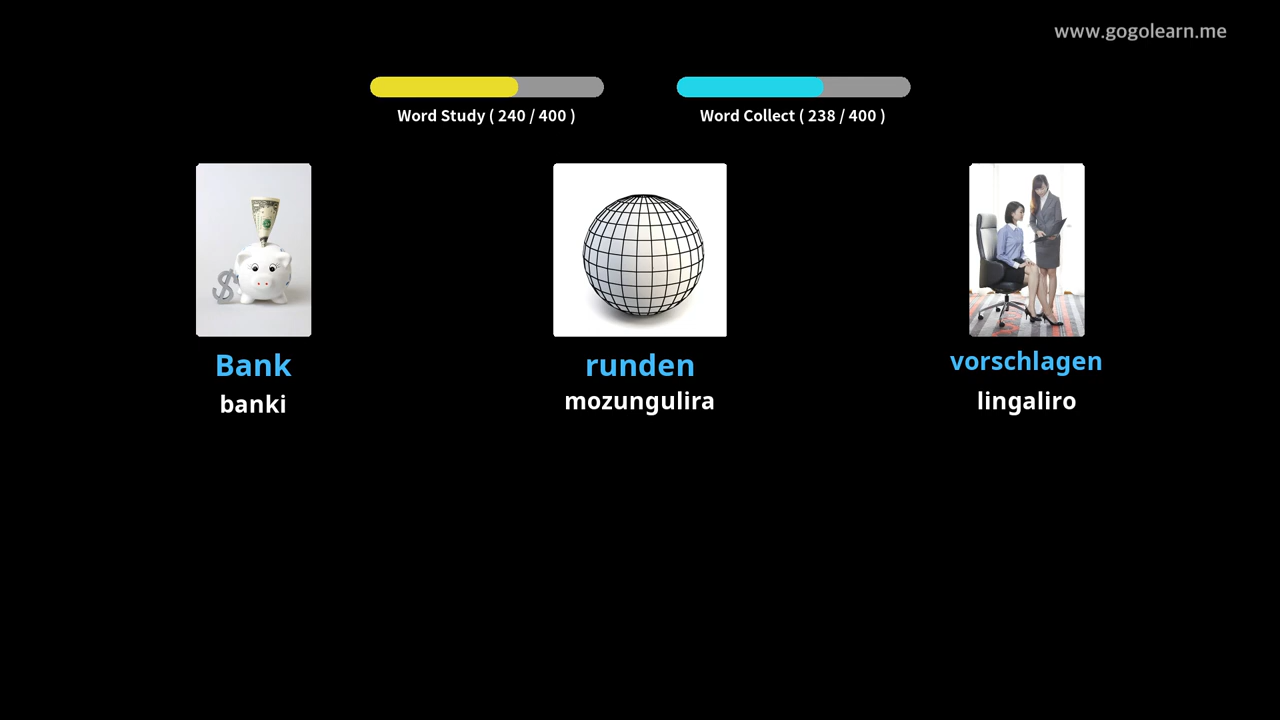 www.gogolearn.me
Word Study ( 240 / 400 )
Word Collect ( 238 / 400 )
Bank
banki
runden
mozungulira
vorschlagen
lingaliro